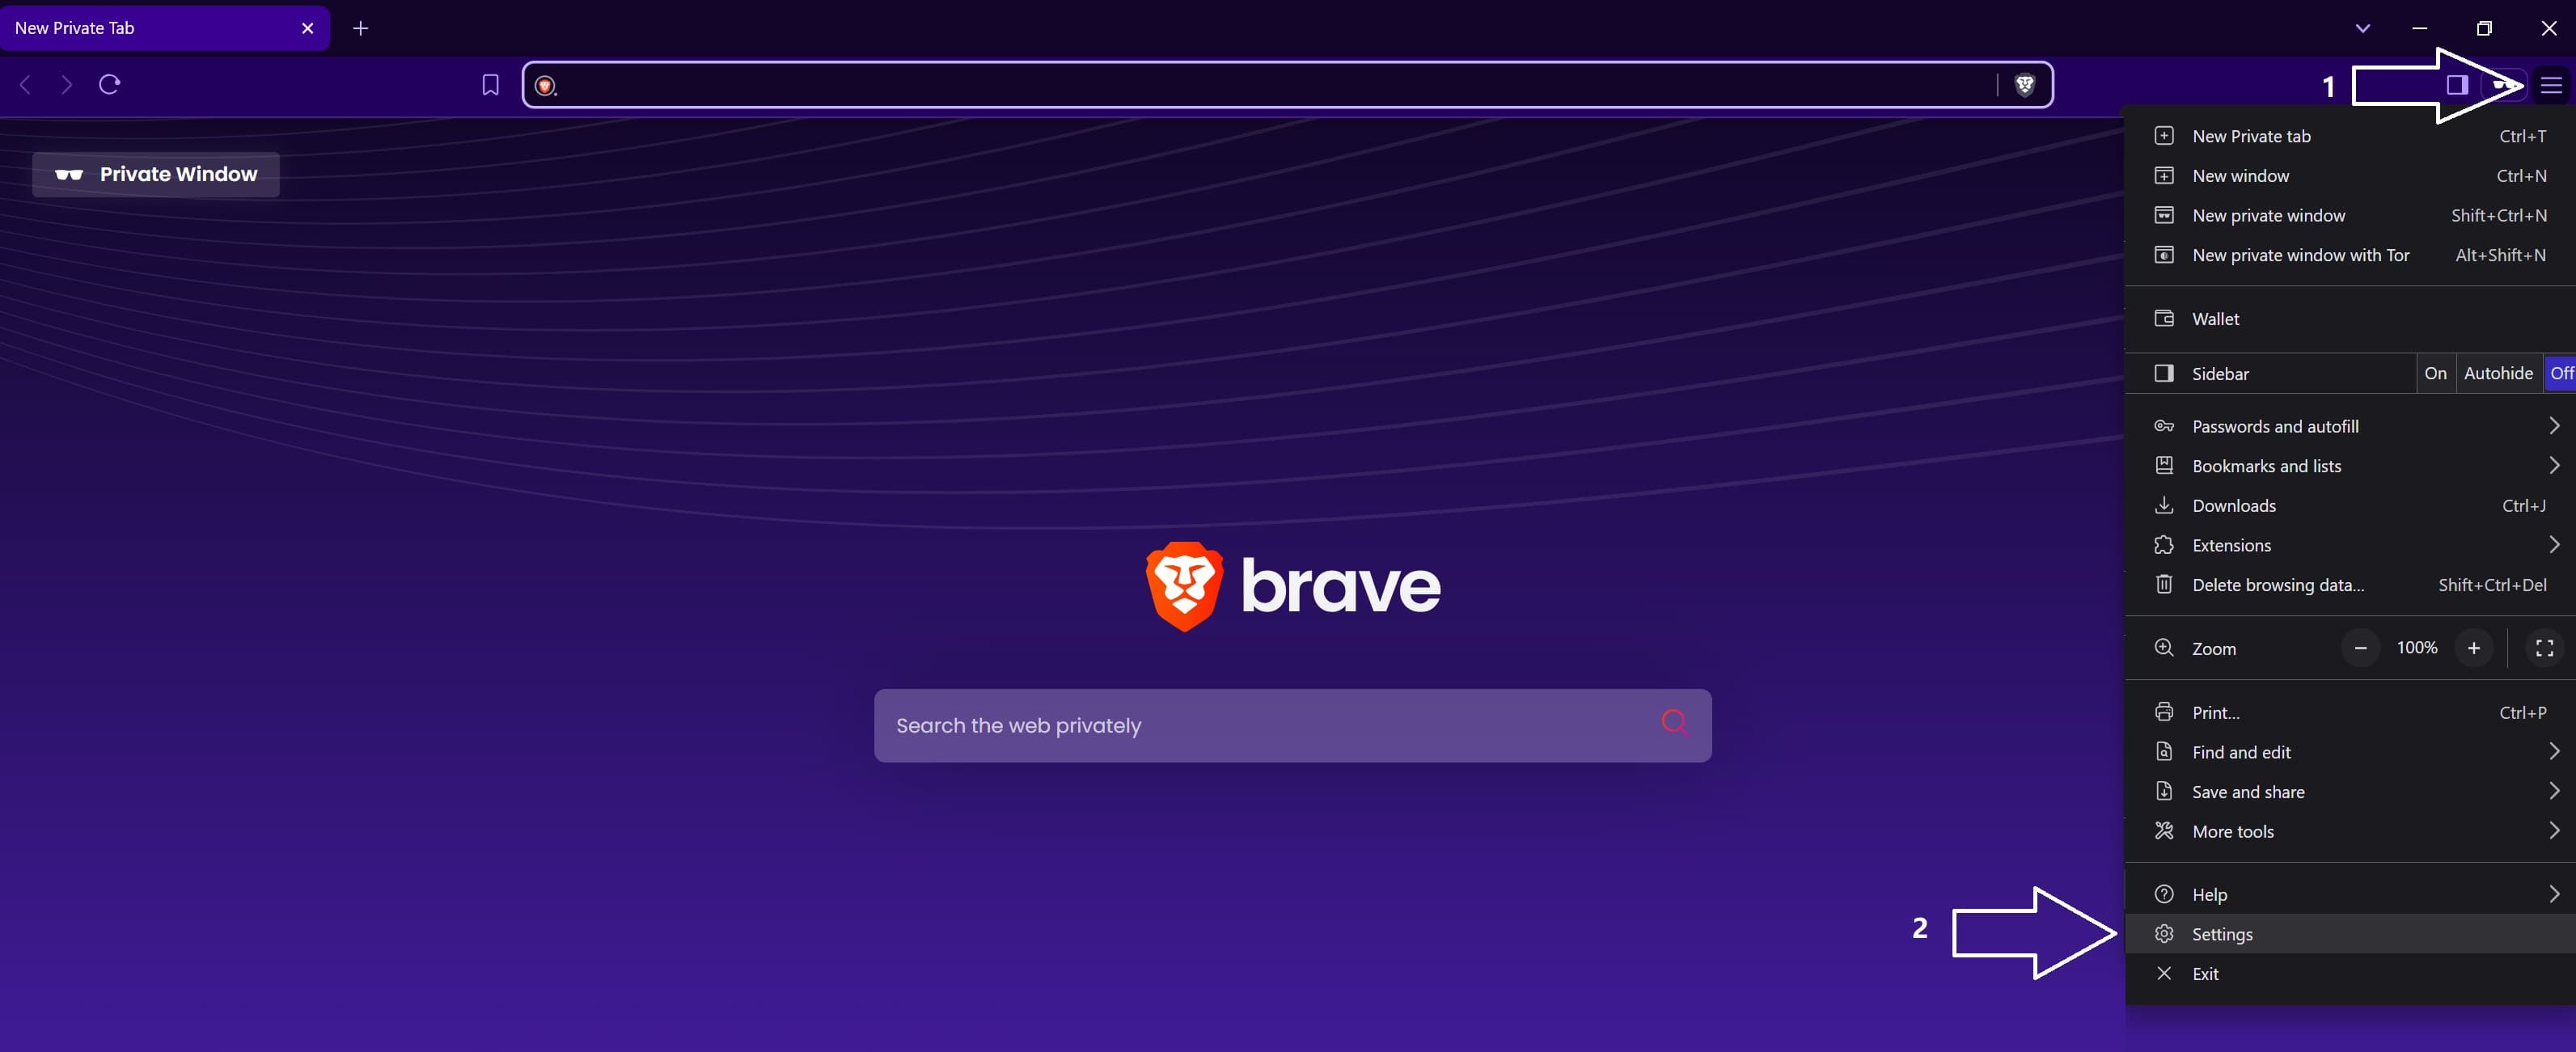 New Private Tab
1
Private Window
New Private tab Ctrl+T
New window Ctrl+N
New private window Shift+Ctrl+N
New private window with Tor Alt+Shift+N
Wallet
Sidebar On Autohide Off
Passwords and autofill
Bookmarks and lists
Downloads Ctrl+J
Extensions
Delete browsing data... Shift+Ctrl+Del
Zoom − 100% +
Print... Ctrl+P
Find and edit
Save and share
More tools
Help
Settings
Exit
brave
Search the web privately
2